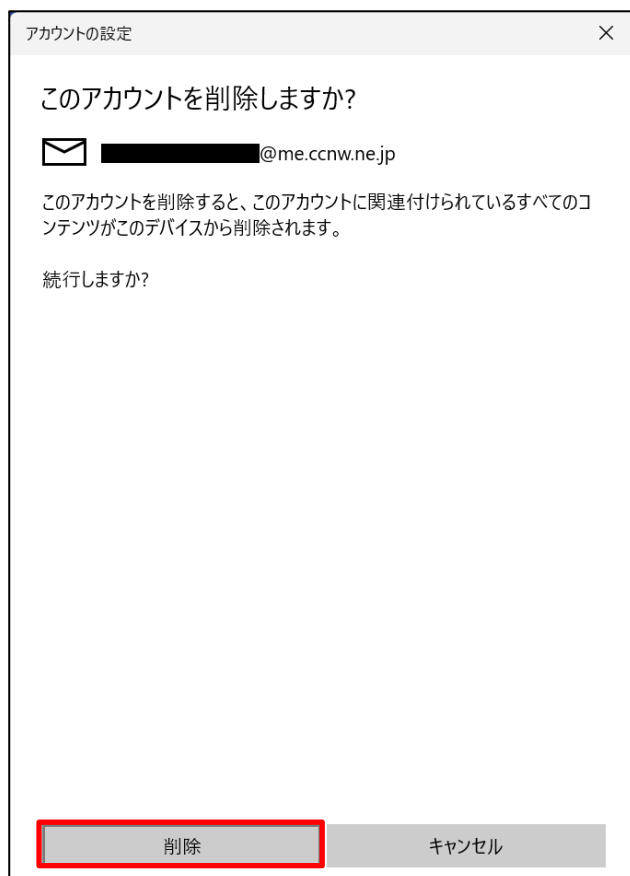 アカウントの設定
このアカウントを削除しますか?
@me.ccnw.ne.jp
このアカウントを削除すると、このアカウントに関連付けられているすべてのコ
ンテンツがこのデバイスから削除されます。
続行しますか?
削除
キャンセル